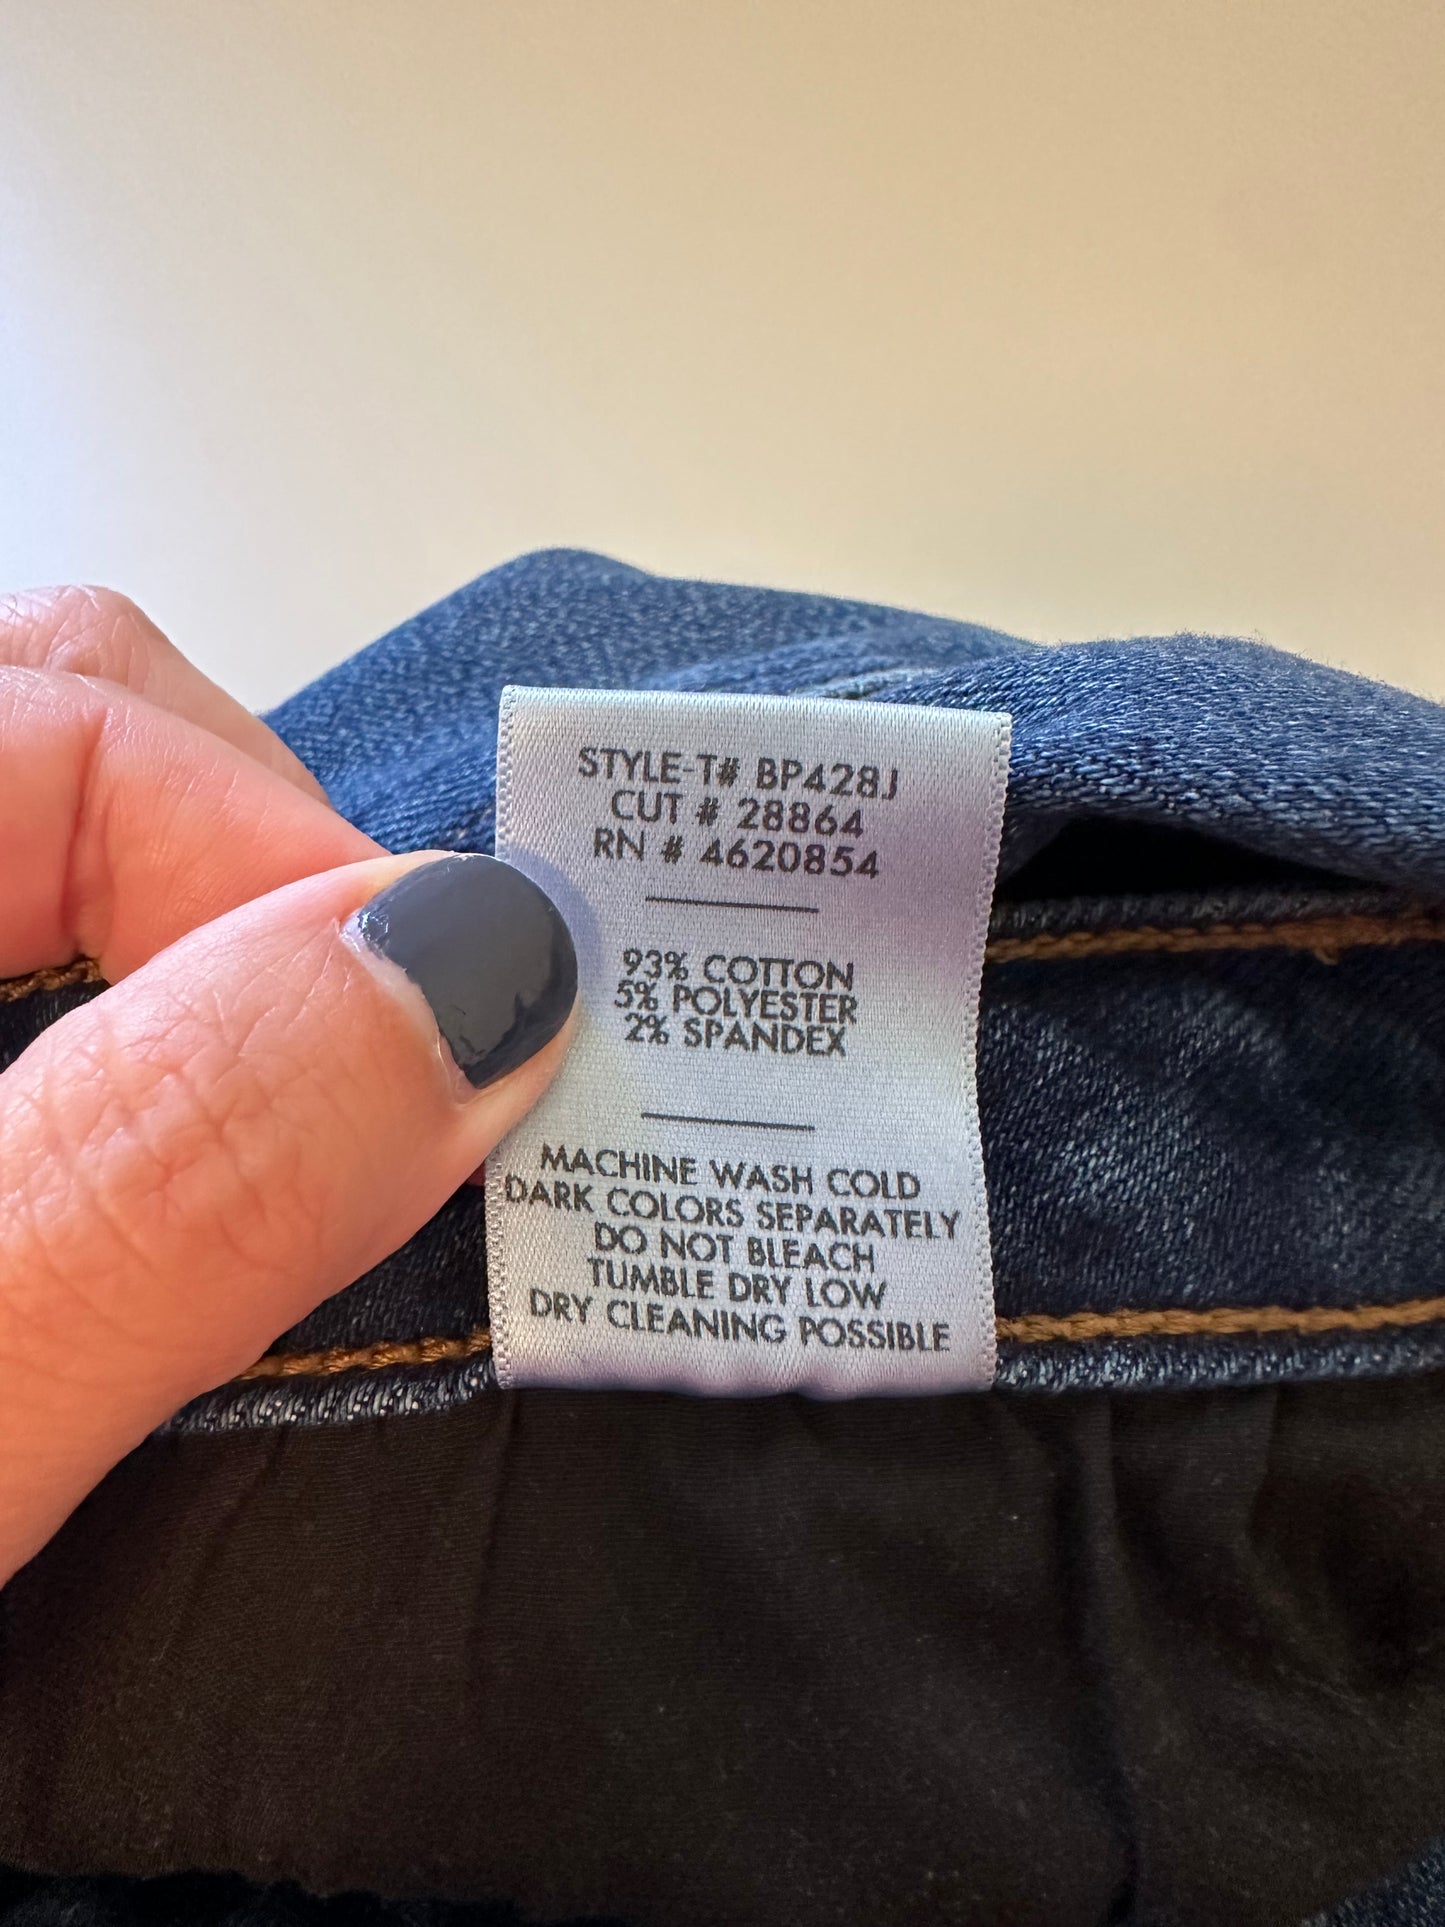 STYLE-T# BP428J
CUT # 28864
RN # 4620854
93% COTTON
5% POLYESTER
2% SPANDEX
MACHINE WASH COLD
DARK COLORS SEPARATELY
DO NOT BLEACH
TUMBLE DRY LOW
DRY CLEANING POSSIBLE